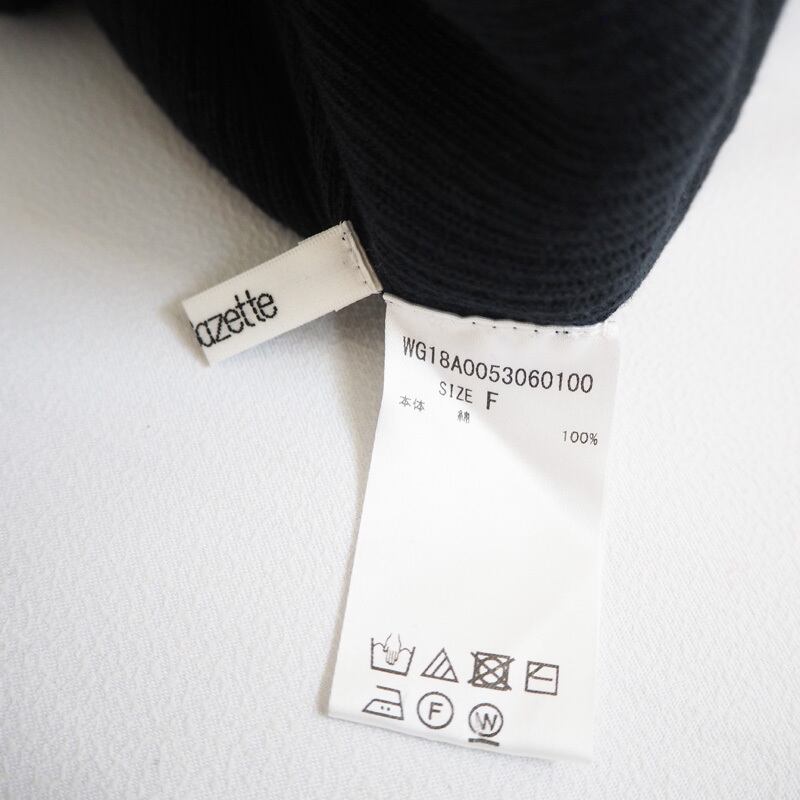 azette
WG18A0053060100
SIZE F
本体 綿
100%
F
W